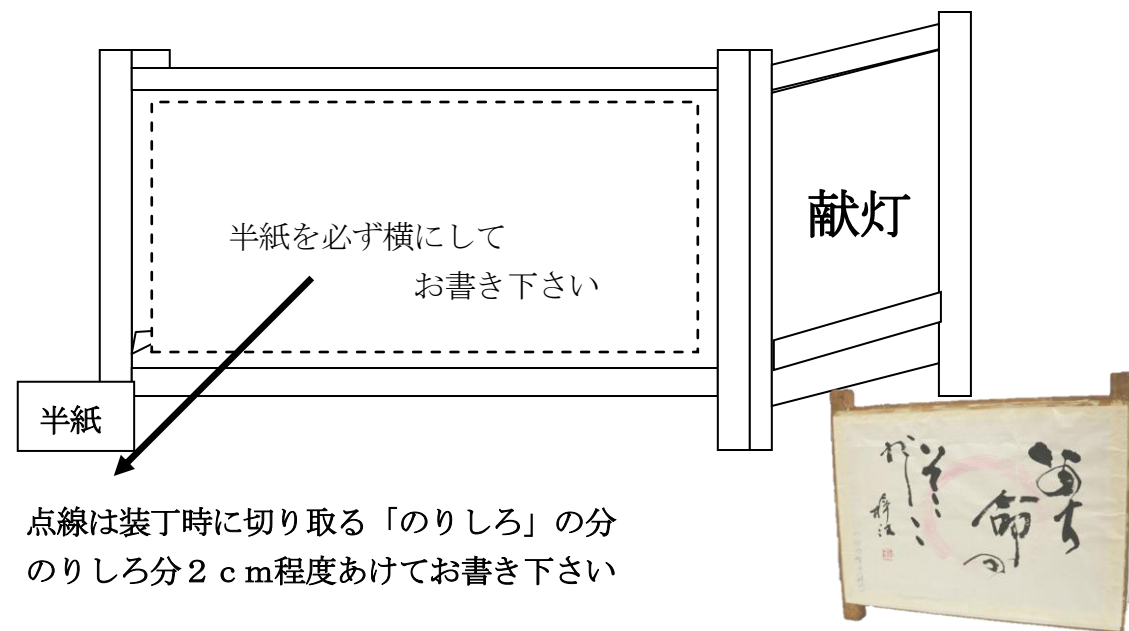 半紙を必ず横にして
お書き下さい
献灯
半紙
点線は装丁時に切り取る「のりしろ」の分
のりしろ分２ｃｍ程度あけてお書き下さい